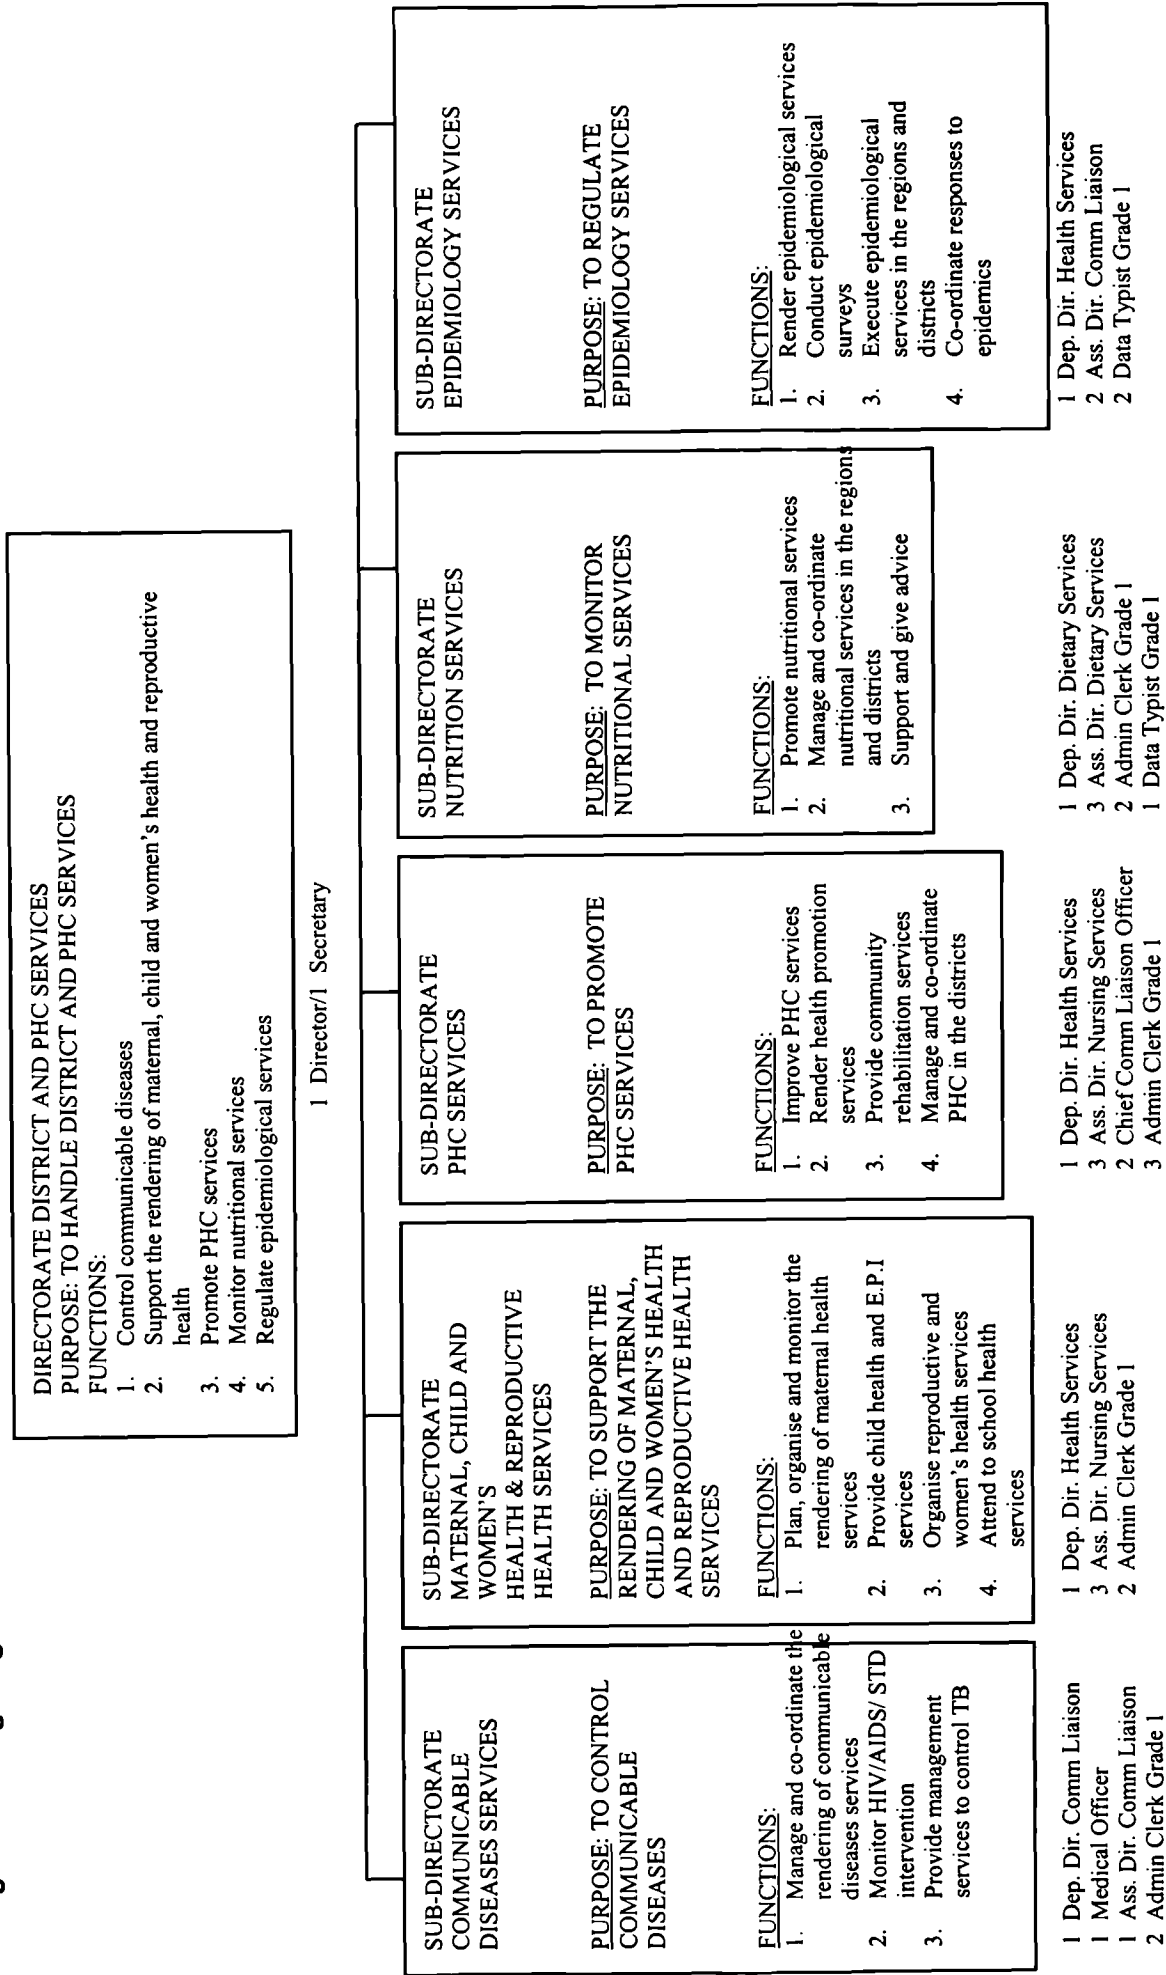 DIRECTORATE DISTRICT AND PHC SERVICES
PURPOSE: TO HANDLE DISTRICT AND PHC SERVICES
FUNCTIONS:
1. Control communicable diseases
2. Support the rendering of maternal, child and women's health and reproductive
health
3. Promote PHC services
4. Monitor nutritional services
5. Regulate epidemiological services
1 Director/1 Secretary
SUB-DIRECTORATE
COMMUNICABLE
DISEASES SERVICES
PURPOSE: TO CONTROL
COMMUNICABLE
DISEASES
FUNCTIONS:
1. Manage and co-ordinate the
rendering of communicable
diseases services
2. Monitor HIV/AIDS/ STD
intervention
3. Provide management
services to control TB
1 Dep. Dir. Comm Liaison
1 Medical Officer
1 Ass. Dir. Comm Liaison
2 Admin Clerk Grade 1
SUB-DIRECTORATE
MATERNAL, CHILD AND
WOMEN'S
HEALTH & REPRODUCTIVE
HEALTH SERVICES
PURPOSE: TO SUPPORT THE
RENDERING OF MATERNAL,
CHILD AND WOMEN'S HEALTH
AND REPRODUCTIVE HEALTH
SERVICES
FUNCTIONS:
1. Plan, organise and monitor the
rendering of maternal health
services
2. Provide child health and E.P.I
services
3. Organise reproductive and
women's health services
4. Attend to school health
services
1 Dep. Dir. Health Services
3 Ass. Dir. Nursing Services
2 Admin Clerk Grade 1
SUB-DIRECTORATE
PHC SERVICES
PURPOSE: TO PROMOTE
PHC SERVICES
FUNCTIONS:
1. Improve PHC services
2. Render health promotion
services
3. Provide community
rehabilitation services
4. Manage and co-ordinate
PHC in the districts
1 Dep. Dir. Health Services
3 Ass. Dir. Nursing Services
2 Chief Comm Liaison Officer
3 Admin Clerk Grade 1
SUB-DIRECTORATE
NUTRITION SERVICES
PURPOSE: TO MONITOR
NUTRITIONAL SERVICES
FUNCTIONS:
1. Promote nutritional services
2. Manage and co-ordinate
nutritional services in the regions
and districts
3. Support and give advice
1 Dep. Dir. Dietary Services
3 Ass. Dir. Dietary Services
2 Admin Clerk Grade 1
1 Data Typist Grade 1
SUB-DIRECTORATE
EPIDEMIOLOGY SERVICES
PURPOSE: TO REGULATE
EPIDEMIOLOGY SERVICES
FUNCTIONS:
1. Render epidemiological services
2. Conduct epidemiological
surveys
3. Execute epidemiological
services in the regions and
districts
4. Co-ordinate responses to
epidemics
1 Dep. Dir. Health Services
2 Ass. Dir. Comm Liaison
2 Data Typist Grade 1